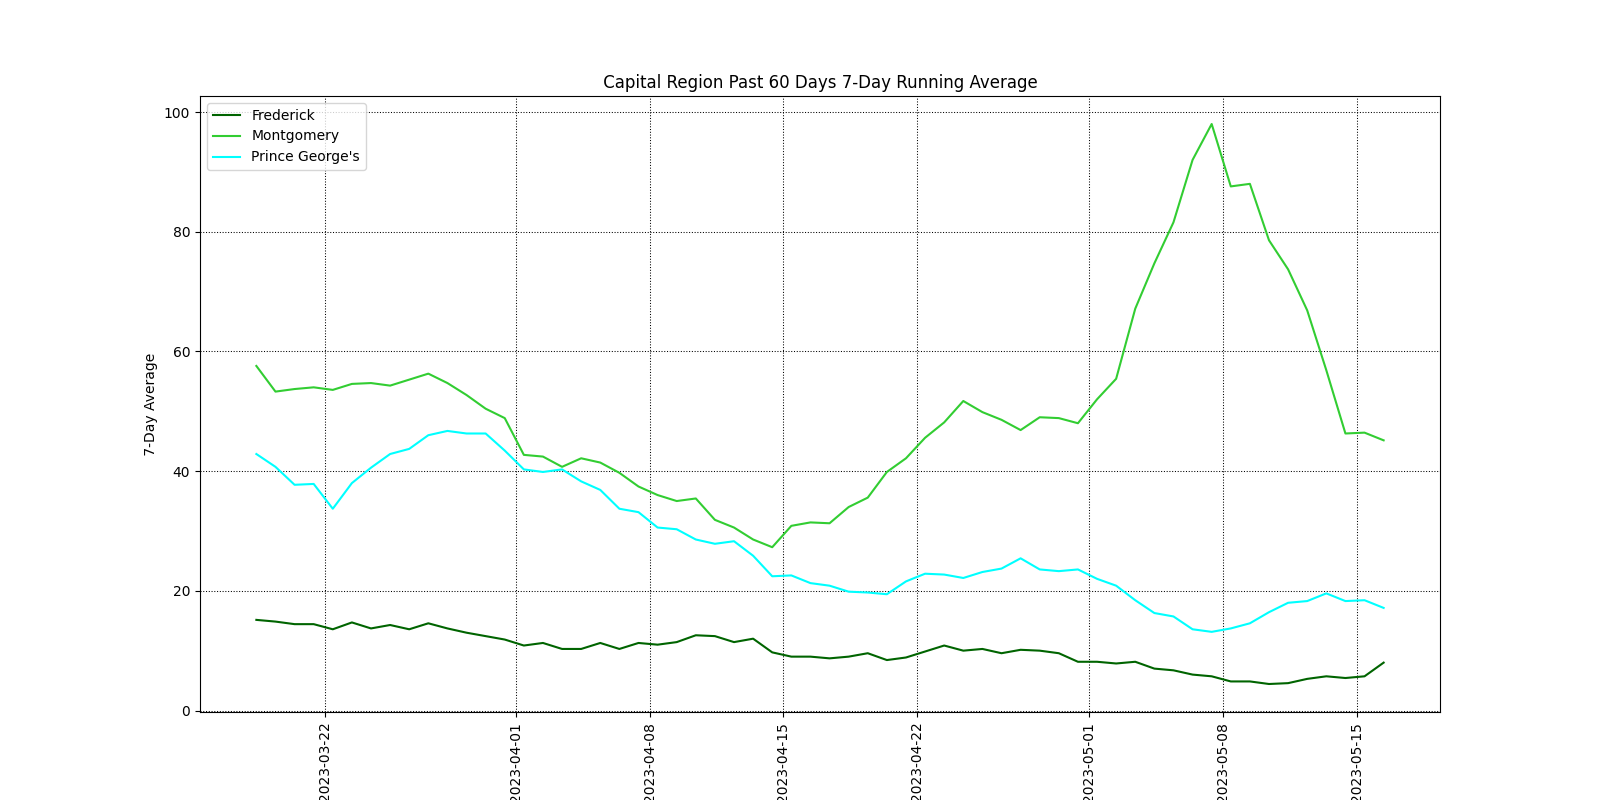 Capital Region Past 60 Days 7-Day Running Average
Frederick
Montgomery
Prince George's
7-Day Average
100
80
60
40
20
0
2023-03-22
2023-04-01
2023-04-08
2023-04-15
2023-04-22
2023-05-01
2023-05-08
2023-05-15